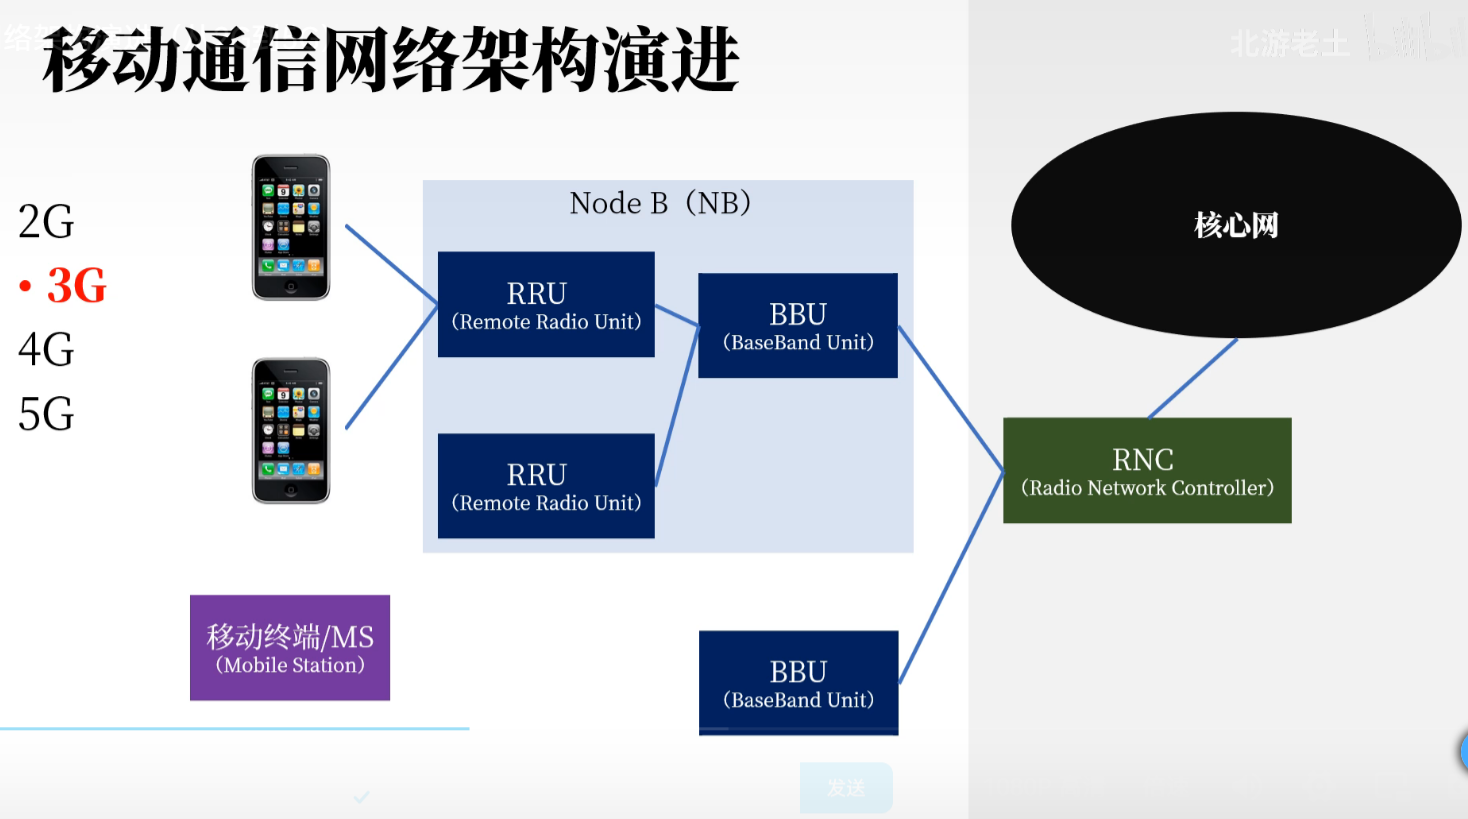 移动通信网络架构演进
北游老士
2G
• 3G
4G
5G
Node B（NB）
RRU
（Remote Radio Unit）
BBU
（BaseBand Unit）
RRU
（Remote Radio Unit）
核心网
RNC
（Radio Network Controller）
移动终端/MS
（Mobile Station）
BBU
（BaseBand Unit）
发送